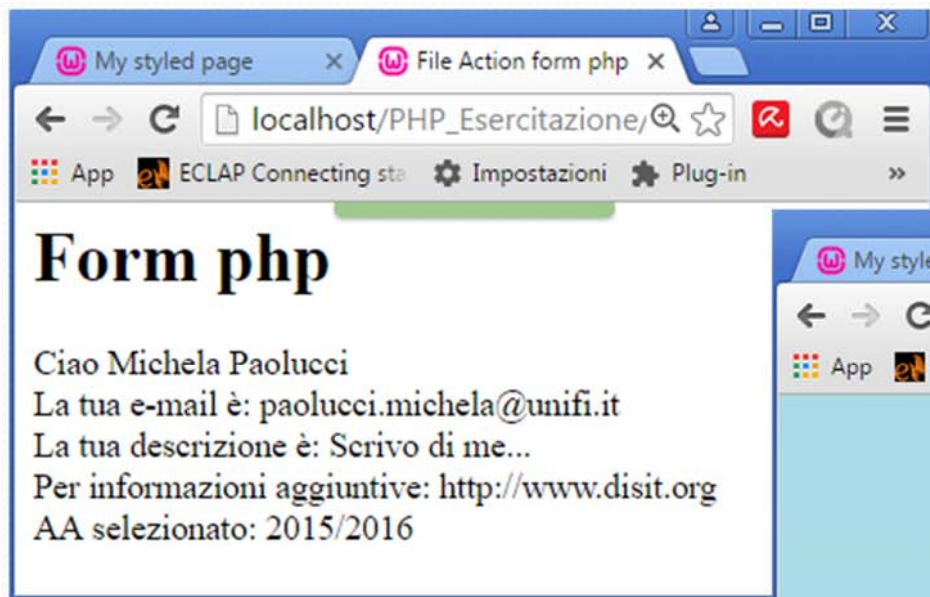 My styled page
File Action form php
localhost/PHP_Esercitazione/
App ECLAP Connecting sta Impostazioni Plug-in »
Form php
Ciao Michela Paolucci
La tua e-mail è: paolucci.michela@unifi.it
La tua descrizione è: Scrivo di me...
Per informazioni aggiuntive: http://www.disit.org
AA selezionato: 2015/2016
My style
App